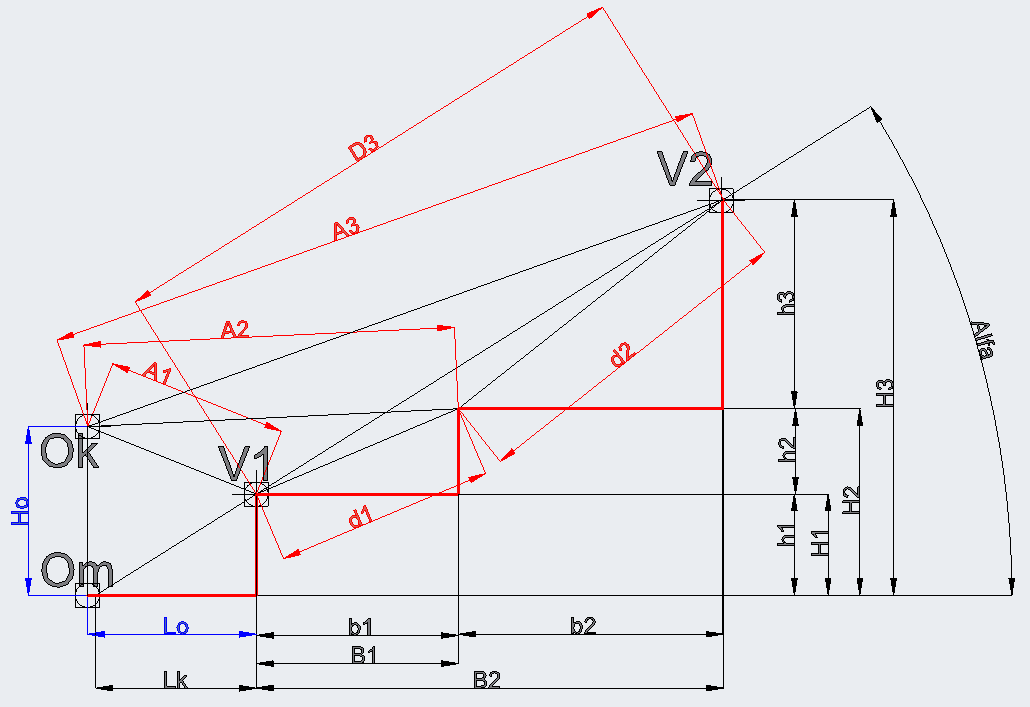 D3
V2
A3
A2
h3
Alfa
d2
A1
H3
Ok
V1
h2
H2
Ho
d1
h1
H1
Om
Lo
b1
b2
B1
Lk
B2